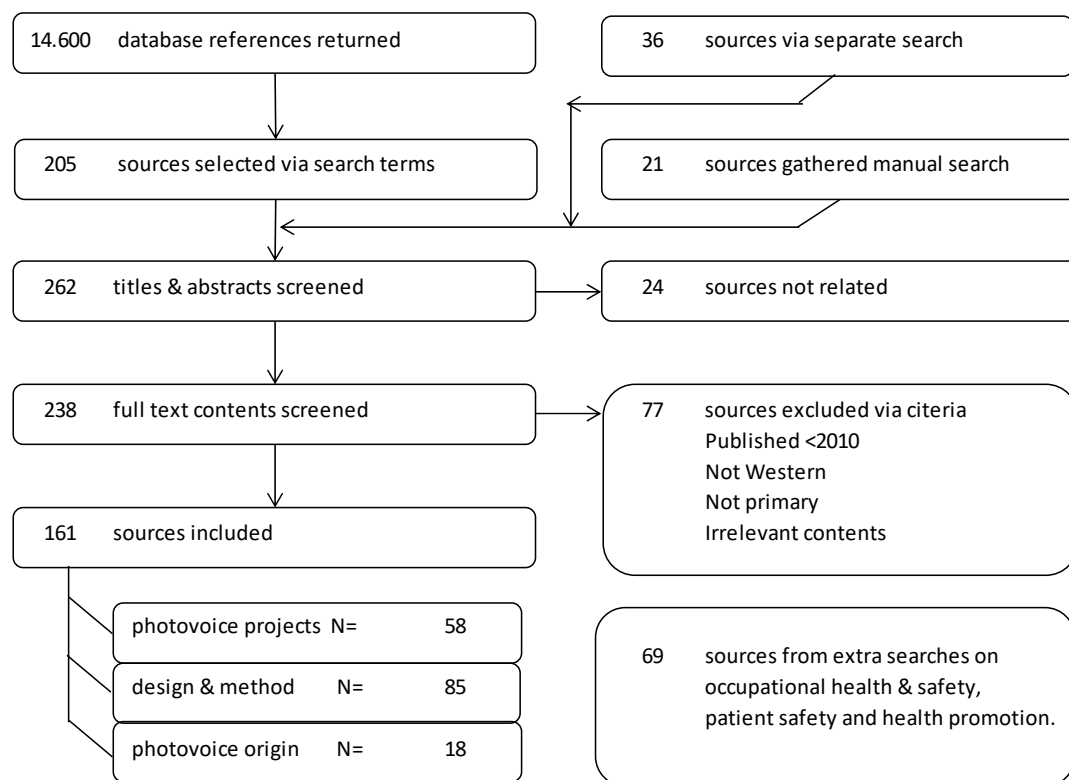 14.600 database references returned
36 sources via separate search
205 sources selected via search terms
21 sources gathered manual search
262 titles & abstracts screened
24 sources not related
238 full text contents screened
77 sources excluded via citeria
Published <2010
Not Western
Not primary
Irrelevant contents
161 sources included
photovoice projects N= 58
design & method N= 85
photovoice origin N= 18
69 sources from extra searches on
occupational health & safety,
patient safety and health promotion.